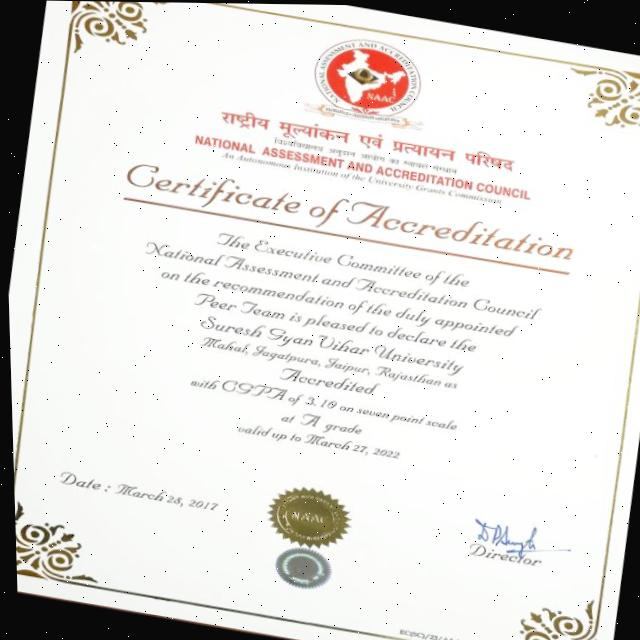 NATIONAL ASSESSMENT AND ACCREDITATION COUNCIL
NAAC
राष्ट्रीय मूल्यांकन एवं प्रत्यायन परिषद
विश्वविद्यालय अनुदान आयोग का स्वायत्त संस्थान
NATIONAL ASSESSMENT AND ACCREDITATION COUNCIL
An Autonomous Institution of the University Grants Commission
Certificate of Accreditation
The Executive Committee of the
National Assessment and Accreditation Council
on the recommendation of the duly appointed
Peer Team is pleased to declare the
Suresh Gyan Vihar University
Mahal, Jagatpura, Jaipur, Rajasthan as
Accredited
with CGPA of 3.10 on seven point scale
at A grade
valid up to March 27, 2022
Date : March 28, 2017
NAAC
Director